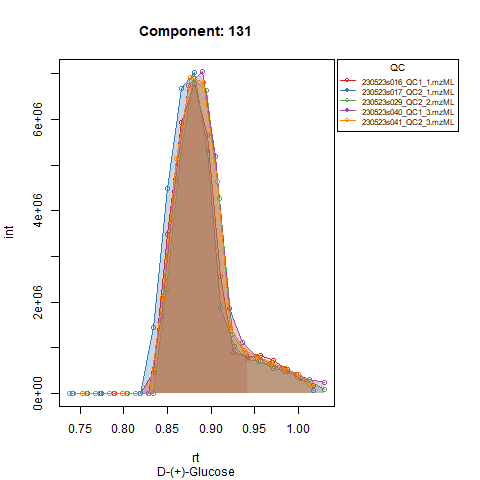 Component: 131
QC
230523s016_QC1_1.mzML
230523s017_QC2_1.mzML
230523s029_QC2_2.mzML
230523s040_QC1_3.mzML
230523s041_QC2_3.mzML
int
6e+06
4e+06
2e+06
0e+00
0.75 0.80 0.85 0.90 0.95 1.00
rt
D-(+)-Glucose